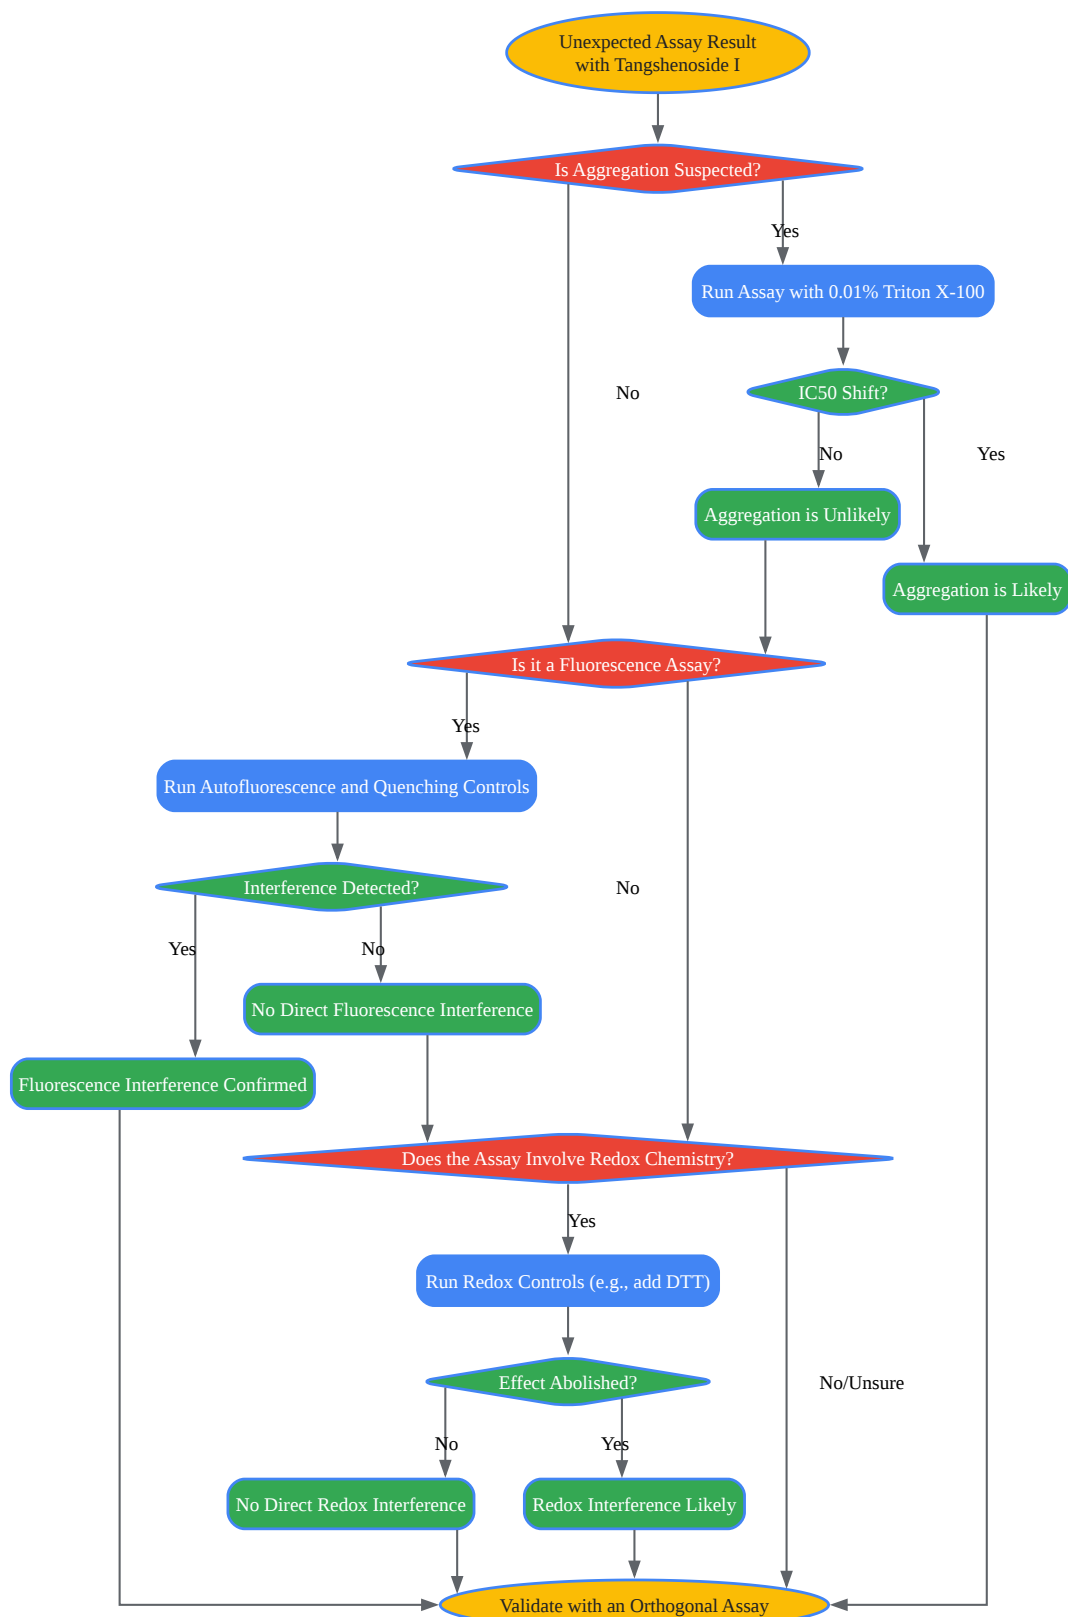 Unexpected Assay Result
with Tangshenoside I
Is Aggregation Suspected?
Yes
Run Assay with 0.01% Triton X-100
No
IC50 Shift?
No
Yes
Aggregation is Unlikely
Aggregation is Likely
Is it a Fluorescence Assay?
Yes
Run Autofluorescence and Quenching Controls
Interference Detected?
No
Yes
No
No Direct Fluorescence Interference
Fluorescence Interference Confirmed
Does the Assay Involve Redox Chemistry?
Yes
Run Redox Controls (e.g., add DTT)
Effect Abolished?
No/Unsure
No
Yes
No Direct Redox Interference
Redox Interference Likely
Validate with an Orthogonal Assay